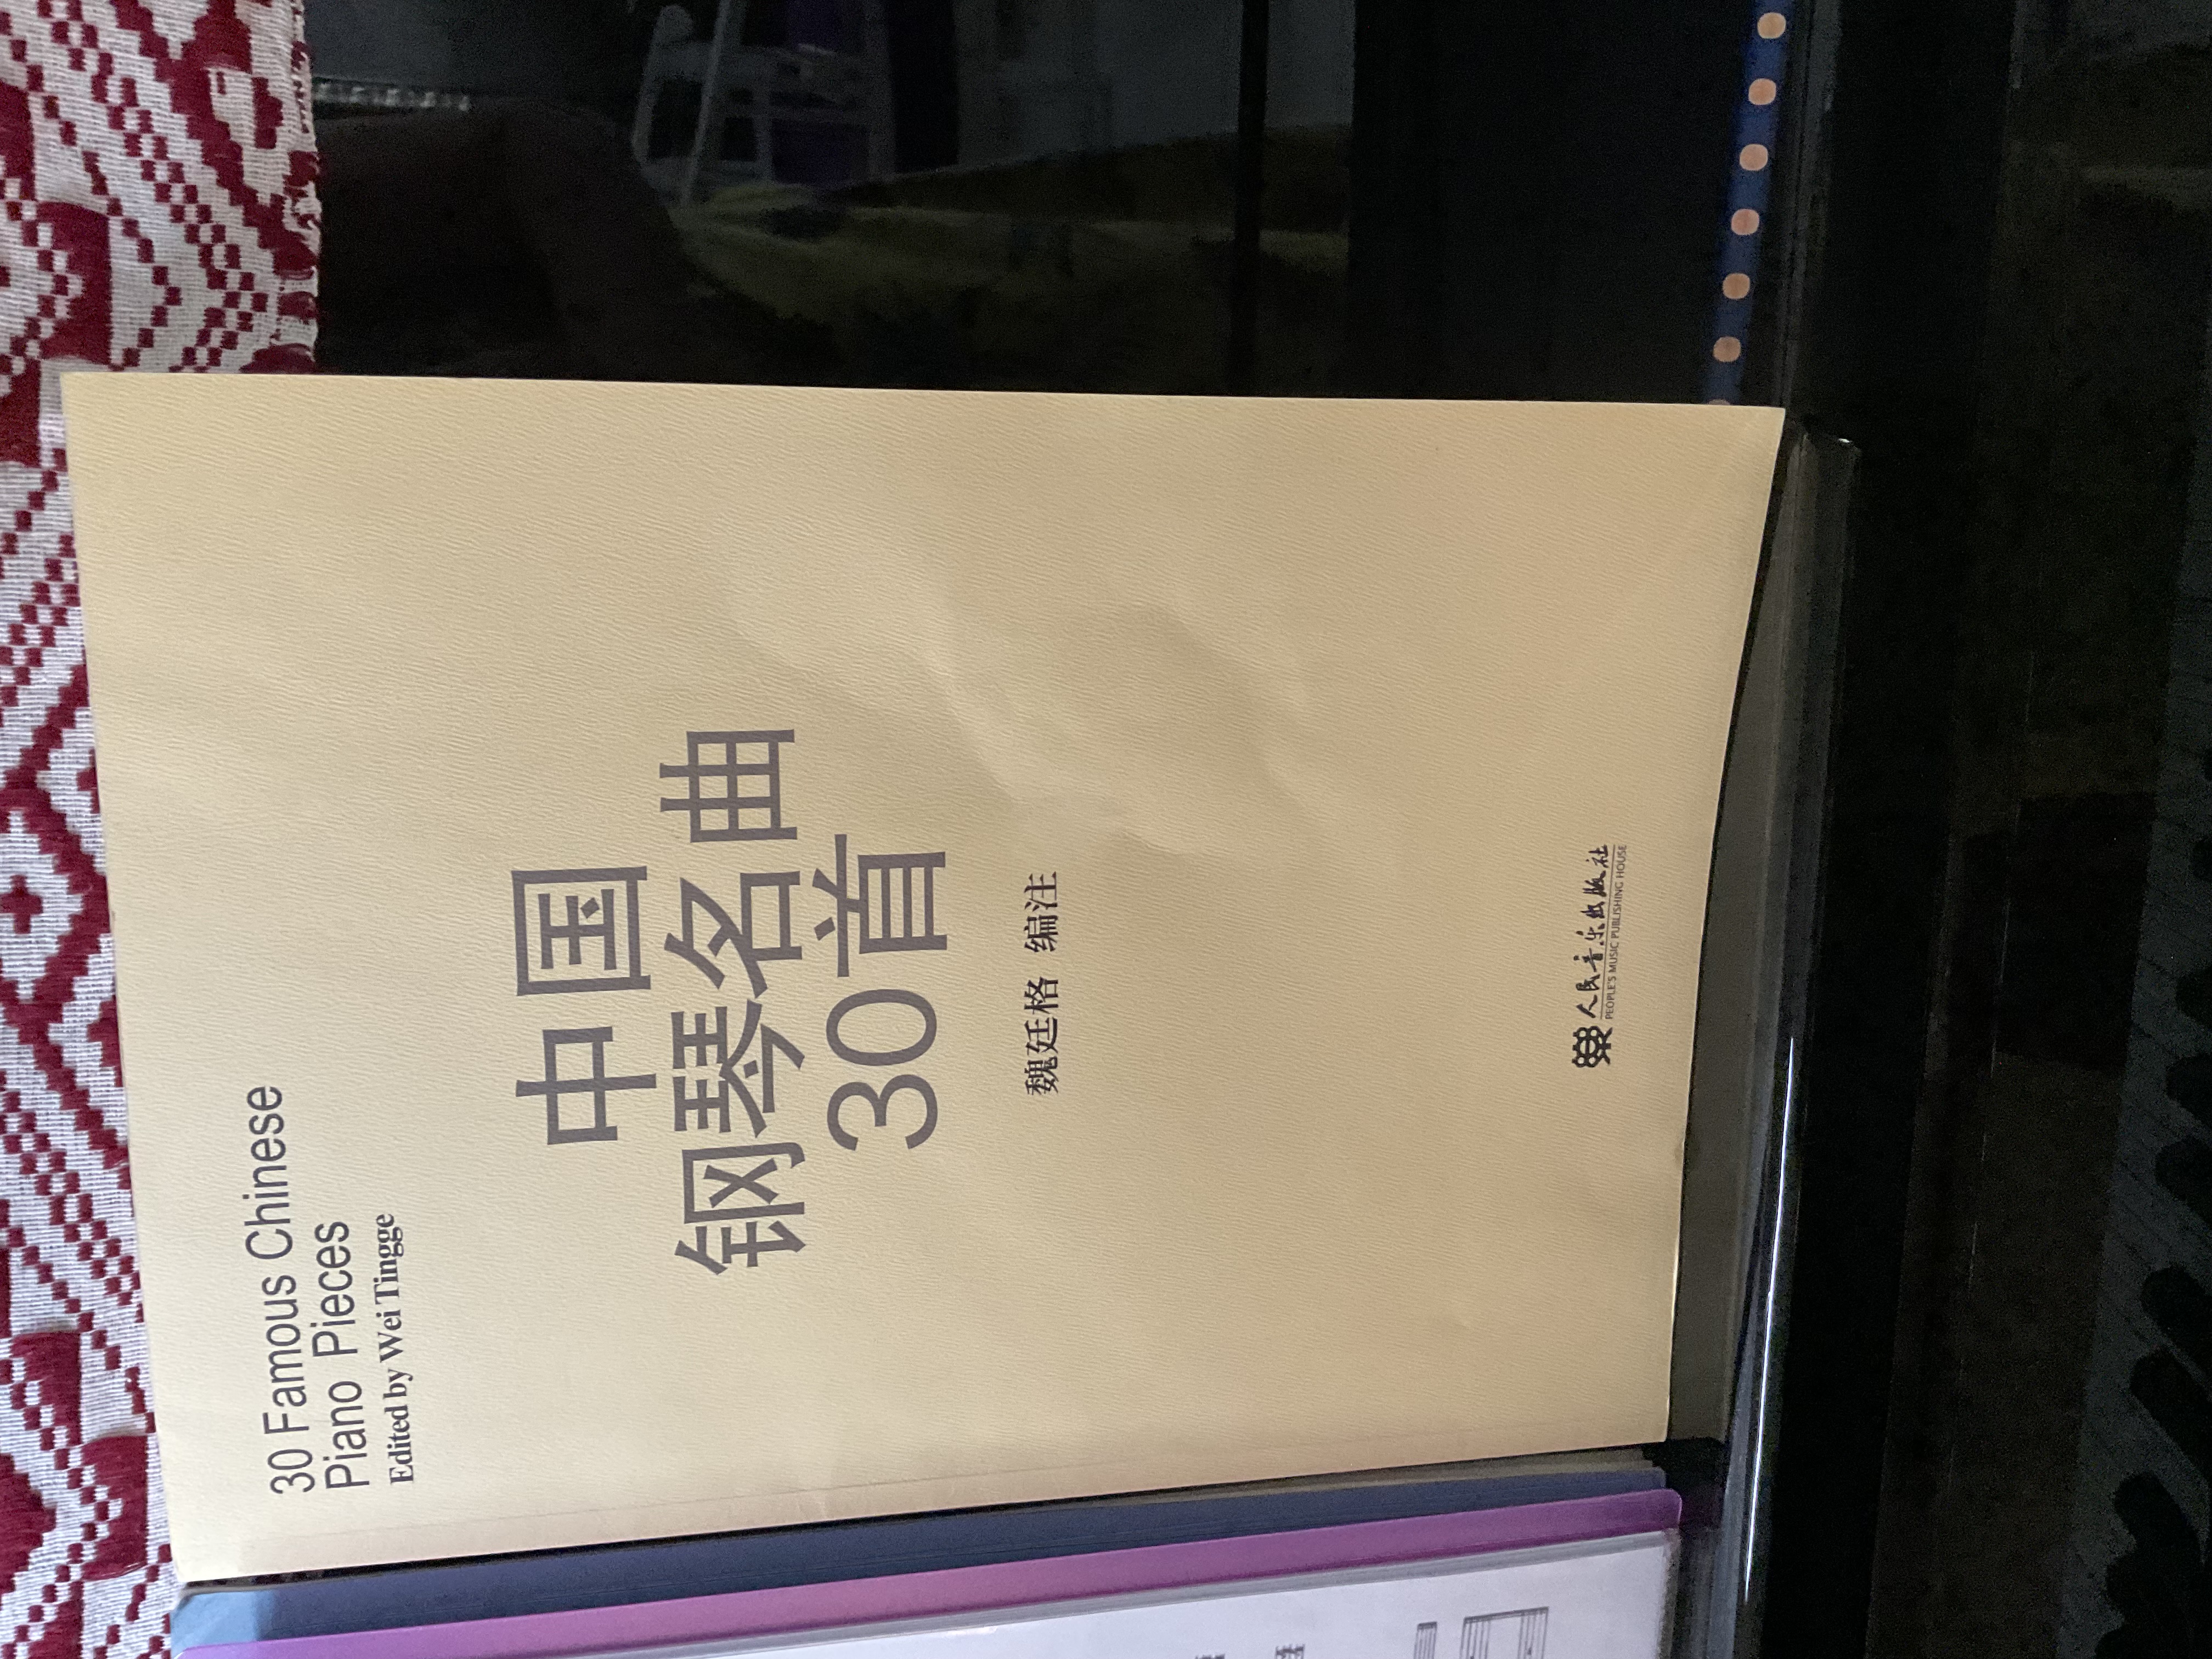 30 Famous Chinese
Piano Pieces
Edited by Wei Tingge
中国
钢琴名曲
30首
魏廷格 编注
人民音乐出版社
PEOPLE'S MUSIC PUBLISHING HOUSE